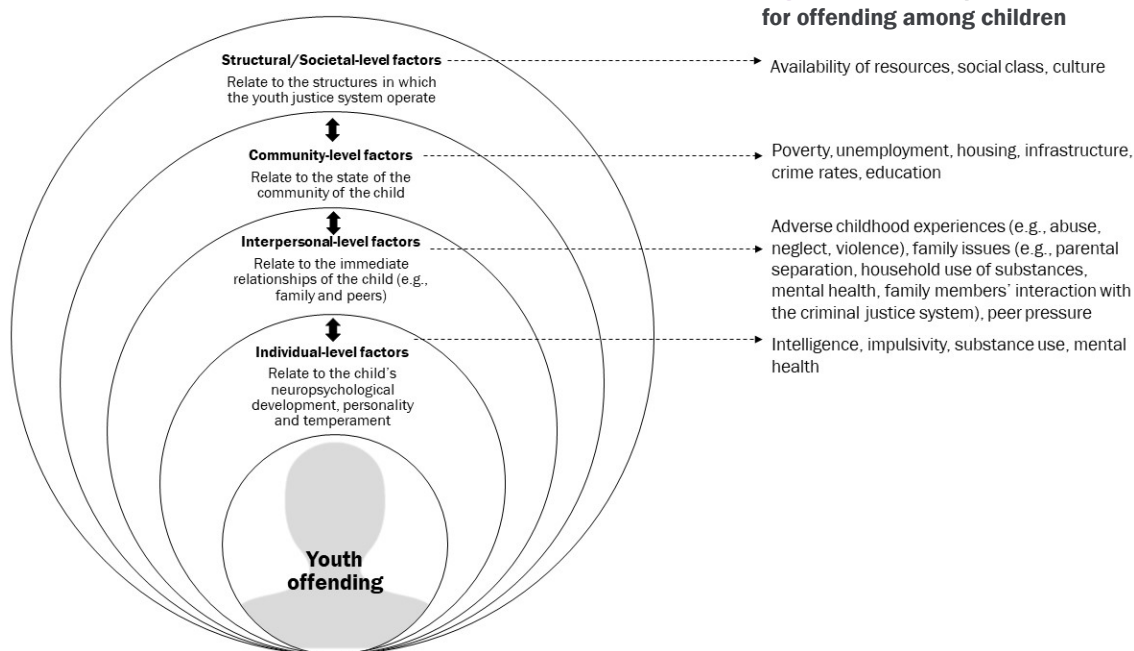 for offending among children
Structural/Societal-level factors
Relate to the structures in which
the youth justice system operate
Availability of resources, social class, culture
Community-level factors
Relate to the state of the
community of the child
Poverty, unemployment, housing, infrastructure,
crime rates, education
Interpersonal-level factors
Relate to the immediate
relationships of the child (e.g.,
family and peers)
Adverse childhood experiences (e.g., abuse,
neglect, violence), family issues (e.g., parental
separation, household use of substances,
mental health, family members’ interaction with
the criminal justice system), peer pressure
Individual-level factors
Relate to the child’s
neuropsychological
development, personality
and temperament
Intelligence, impulsivity, substance use, mental
health
Youth
offending